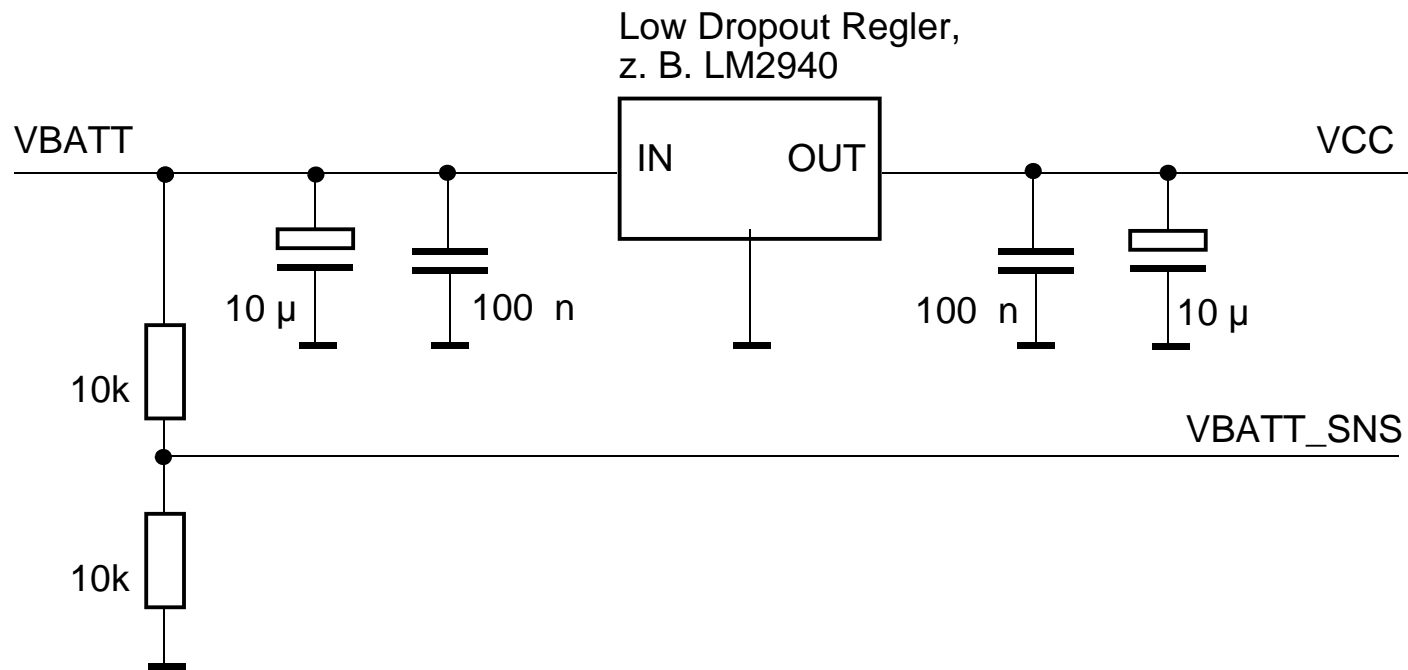 Low Dropout Regler,
z. B. LM2940
VBATT
IN
OUT
VCC
10 µ
100 n
100 n
10 µ
10k
VBATT_SNS
10k